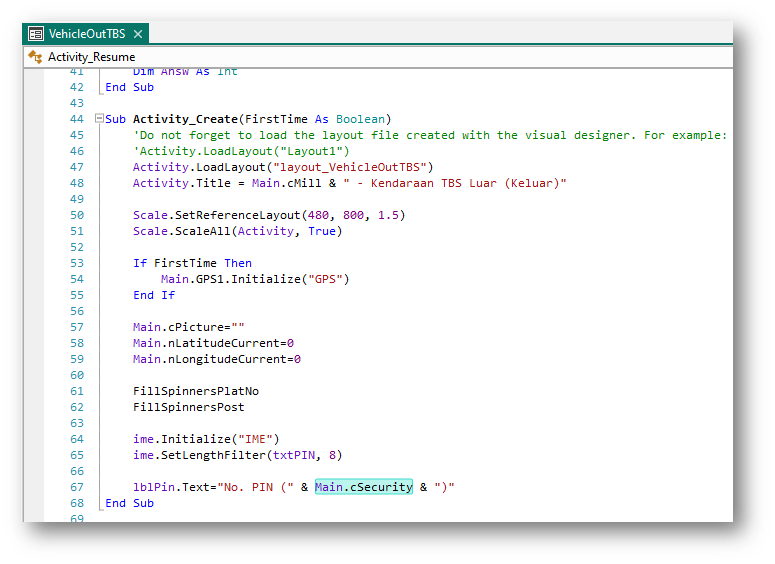 VehicleOutTBS
Activity_Resume
41 Dim Answ As Int
42 End Sub
43
44 Sub Activity_Create(FirstTime As Boolean)
45 'Do not forget to load the layout file created with the visual designer. For example:
46 'Activity.LoadLayout("Layout1")
47 Activity.LoadLayout("layout_VehicleOutTBS")
48 Activity.Title = Main.cMill & " - Kendaraan TBS Luar (Keluar)"
49
50 Scale.SetReferenceLayout(480, 800, 1.5)
51 Scale.ScaleAll(Activity, True)
52
53 If FirstTime Then
54 Main.GPS1.Initialize("GPS")
55 End If
56
57 Main.cPicture=""
58 Main.nLatitudeCurrent=0
59 Main.nLongitudeCurrent=0
60
61 FillSpinnersPlatNo
62 FillSpinnersPost
63
64 ime.Initialize("IME")
65 ime.SetLengthFilter(txtPIN, 8)
66
67 lblPin.Text="No. PIN (" & Main.cSecurity & ")"
68 End Sub
69